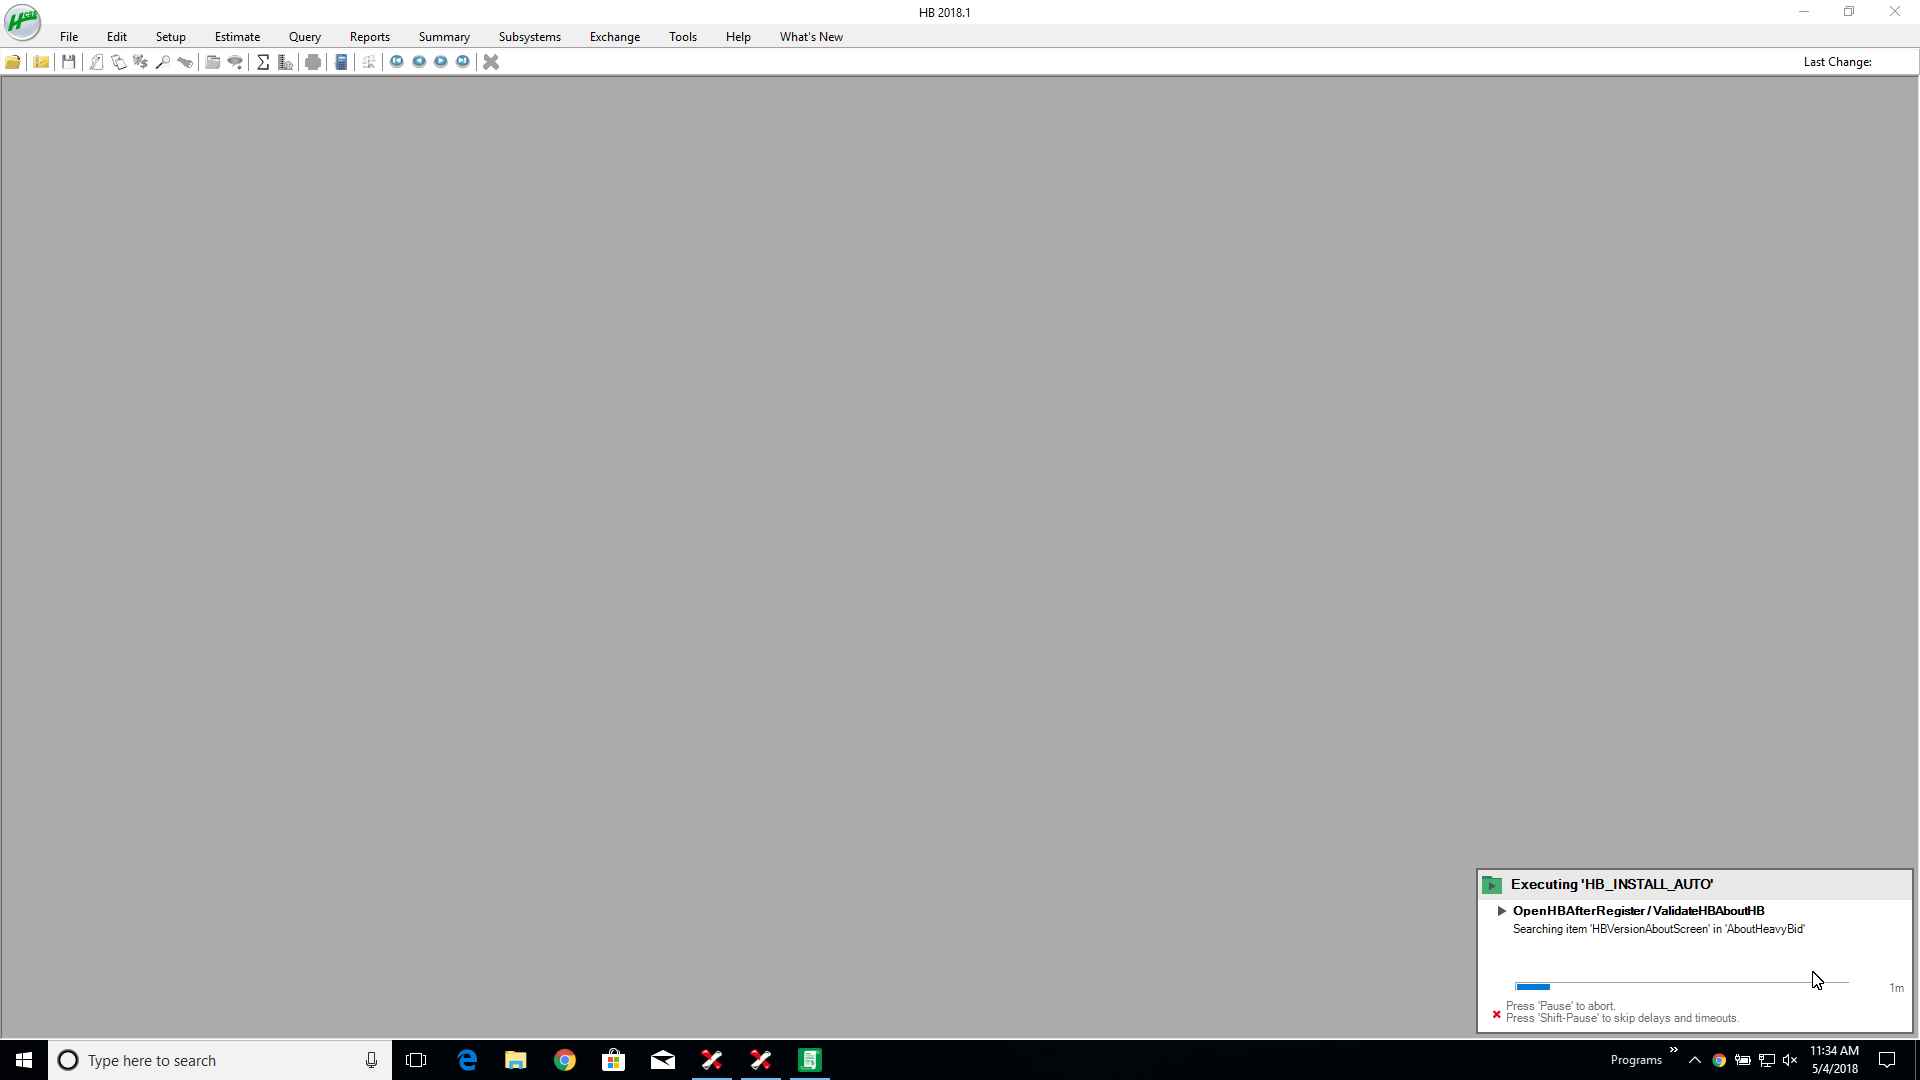 HB 2018.1
HCSS
File Edit Setup Estimate Query Reports Summary Subsystems Exchange Tools Help What's New
Last Change:
Executing 'HB_INSTALL_AUTO'
OpenHBAfterRegister / ValidateHBAboutHB
Searching item 'HBVersionAboutScreen' in 'AboutHeavyBid'
1m
Press 'Pause' to abort.
Press 'Shift-Pause' to skip delays and timeouts.
Type here to search
Programs
11:34 AM
5/4/2018